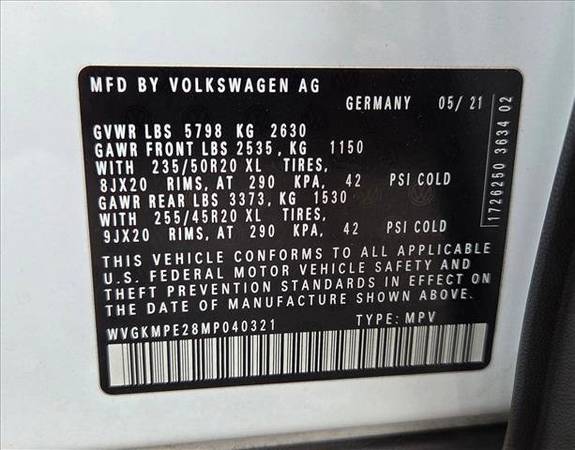 MFD BY VOLKSWAGEN AG
GERMANY 05/21
GVWR LBS 5798 KG 2630
GAWR FRONT LBS 2535, KG 1150
WITH 235/50R20 XL TIRES,
8JX20 RIMS, AT 290 KPA, 42 PSI COLD
GAWR REAR LBS 3373, KG 1530
WITH 255/45R20 XL TIRES,
9JX20 RIMS, AT 290 KPA, 42 PSI COLD
THIS VEHICLE CONFORMS TO ALL APPLICABLE
U.S. FEDERAL MOTOR VEHICLE SAFETY AND
THEFT PREVENTION STANDARDS IN EFFECT ON
THE DATE OF MANUFACTURE SHOWN ABOVE.
WVGKMPE28MP040321 TYPE: MPV
1726250 3634 02